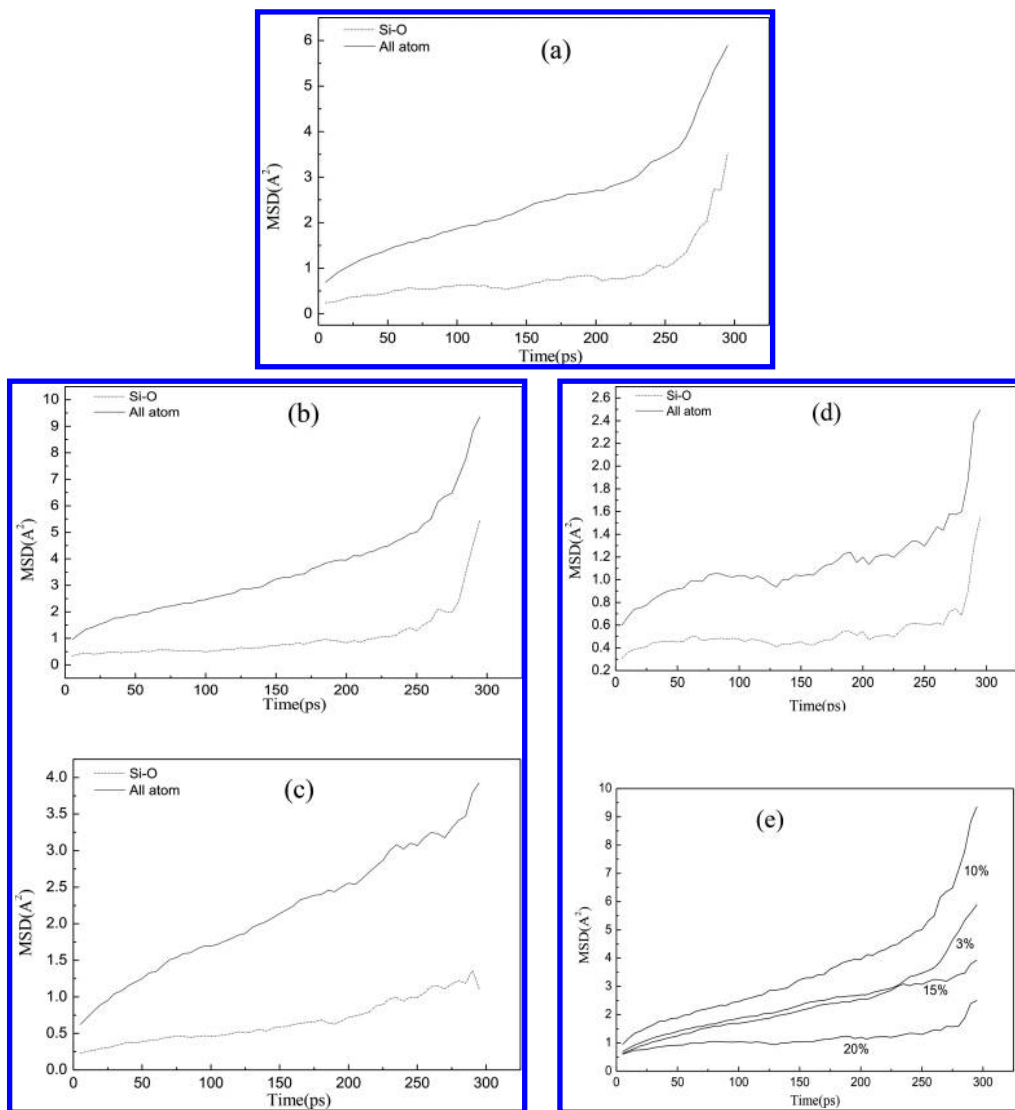 Si-O
All atom
(a)
MSD(A²)
6
5
4
3
2
1
0
0 50 100 150 200 250 300
Time(ps)
Si-O
All atom
(b)
MSD(A²)
10
9
8
7
6
5
4
3
2
1
0
0 50 100 150 200 250 300
Time(ps)
Si-O
All atom
(c)
MSD(A²)
4.0
3.5
3.0
2.5
2.0
1.5
1.0
0.5
0.0
0 50 100 150 200 250 300
Time(ps)
Si-O
All atom
(d)
MSD(A²)
2.6
2.4
2.2
2.0
1.8
1.6
1.4
1.2
1.0
0.8
0.6
0.4
0.2
0 50 100 150 200 250 300
Time(ps)
(e)
MSD(A²)
10
9
8
7
6
5
4
3
2
1
0
10%
3%
15%
20%
0 50 100 150 200 250 300
Time(ps)